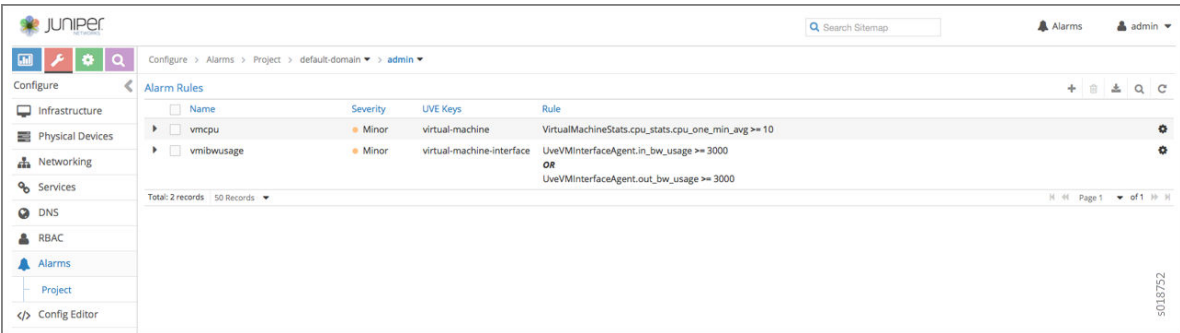 JUNIPER
NETWORKS
Search Sitemap
Alarms
admin
Configure > Alarms > Project > default-domain > admin
Configure
Alarm Rules
Infrastructure
Physical Devices
Networking
Services
DNS
RBAC
Alarms
Project
</> Config Editor
Name Severity UVE Keys Rule
vmcpu Minor virtual-machine VirtualMachineStats.cpu_stats.cpu_one_min_avg >= 10
vmibwusage Minor virtual-machine-interface UveVMInterfaceAgent.in_bw_usage >= 3000
OR
UveVMInterfaceAgent.out_bw_usage >= 3000
Total: 2 records 50 Records
Page 1 of 1
s018752